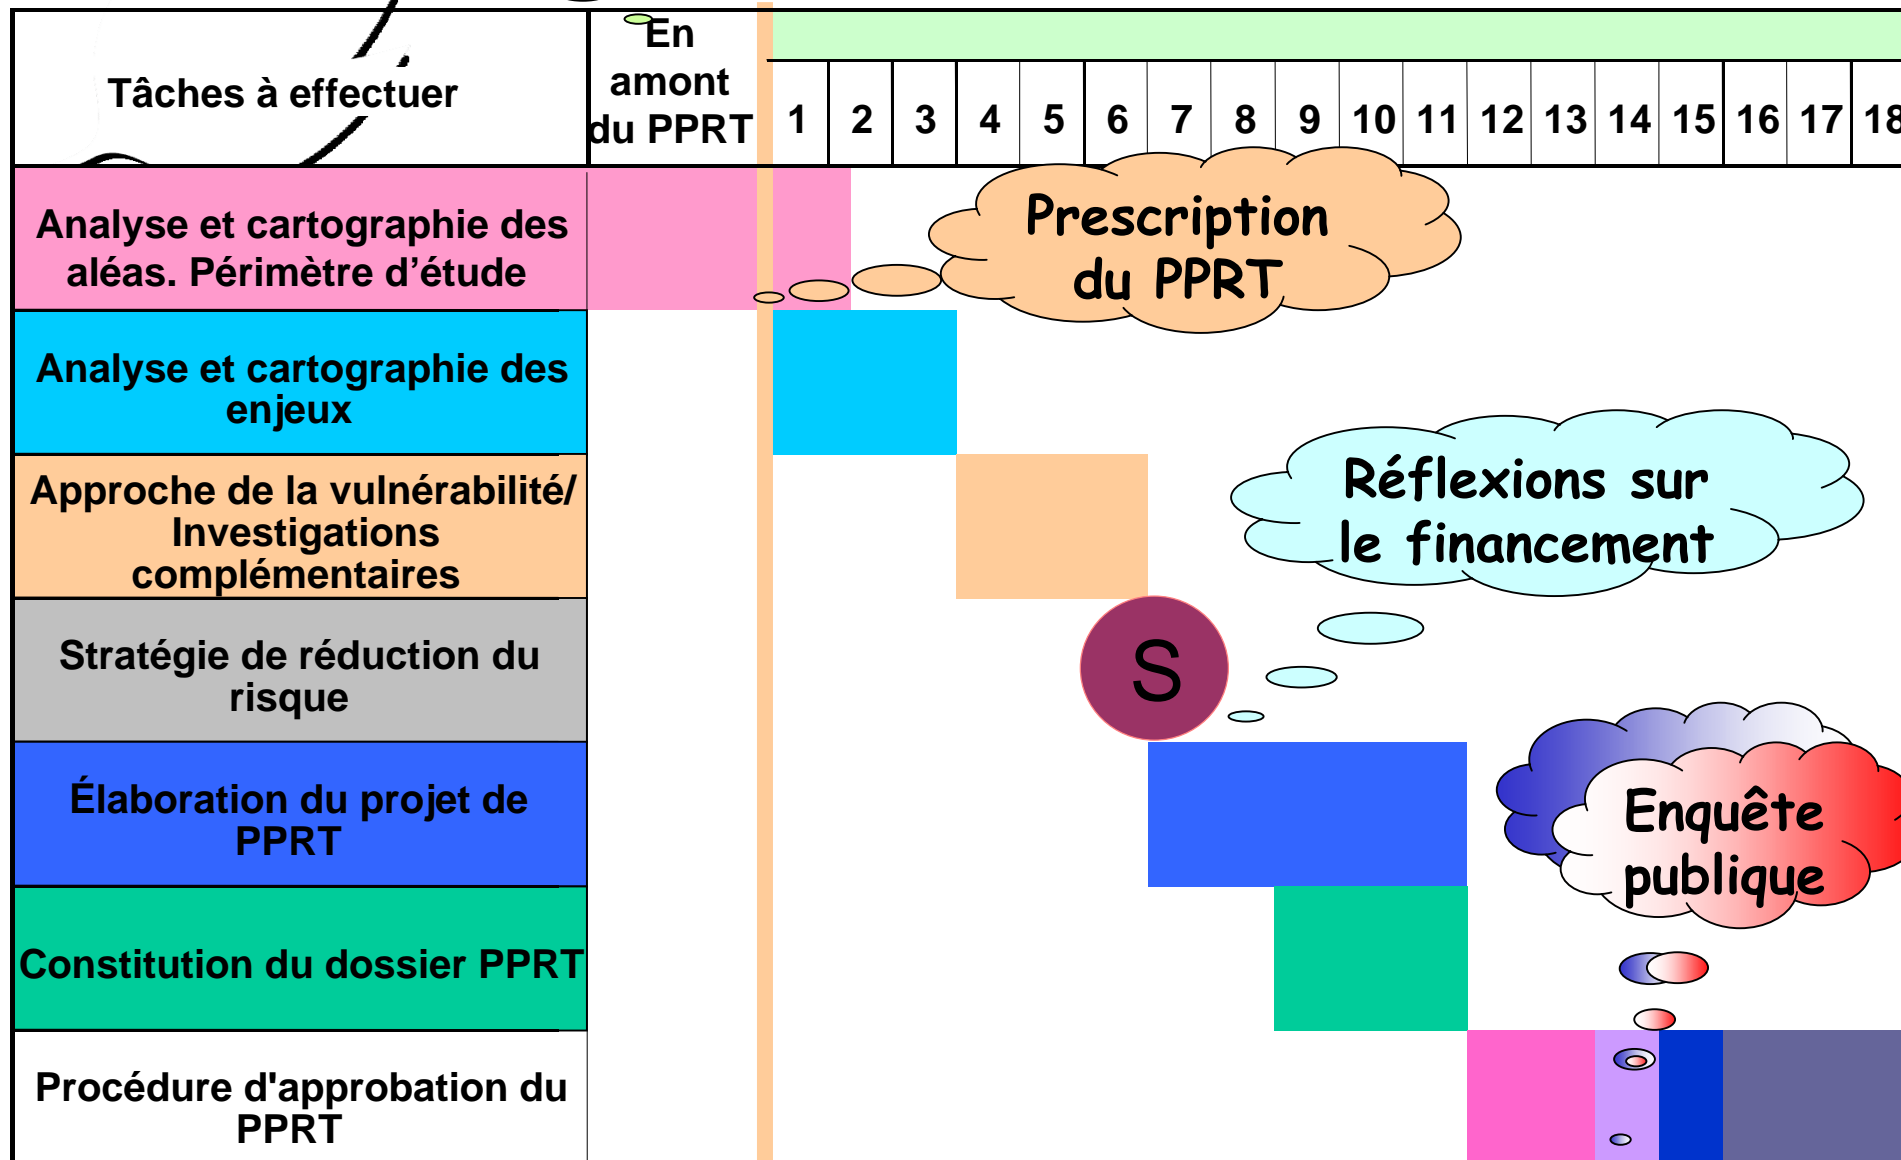 Tâches à effectuer
En
amont
du PPRT
1 2 3 4 5 6 7 8 9 10 11 12 13 14 15 16 17 18
Analyse et cartographie des
aléas. Périmètre d’étude
Prescription
du PPRT
Analyse et cartographie des
enjeux
Approche de la vulnérabilité/
Investigations
complémentaires
Réflexions sur
le financement
Stratégie de réduction du
risque
S
Élaboration du projet de
PPRT
Enquête
publique
Constitution du dossier PPRT
Procédure d'approbation du
PPRT